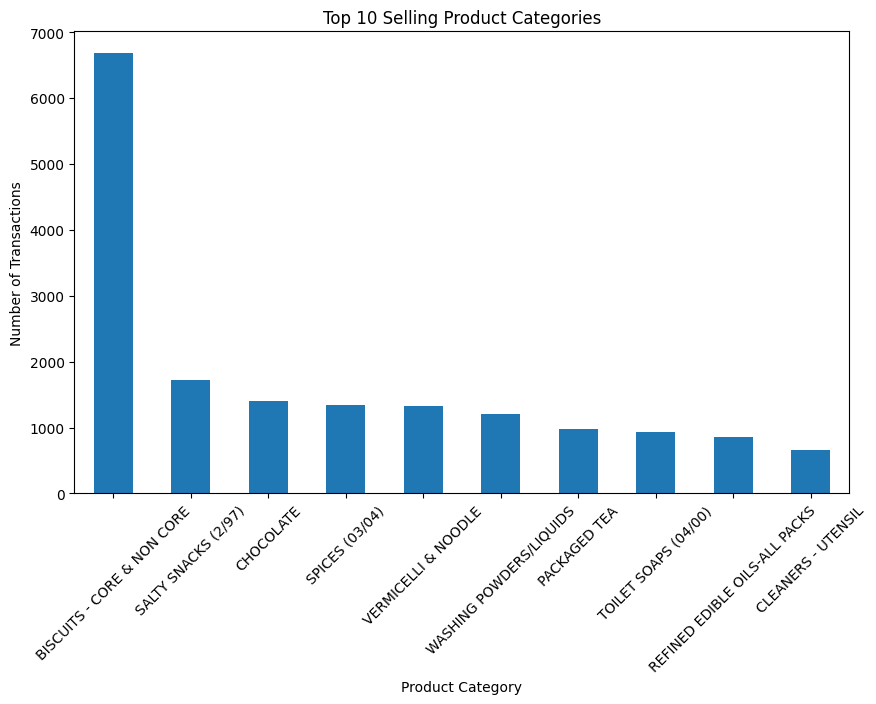 Top 10 Selling Product Categories
7000
6000
5000
4000
3000
2000
1000
0
Number of Transactions
BISCUITS - CORE & NON CORE
SALTY SNACKS (2/97)
CHOCOLATE
SPICES (03/04)
VERMICELLI & NOODLE
WASHING POWDERS/LIQUIDS
PACKAGED TEA
TOILET SOAPS (04/00)
REFINED EDIBLE OILS-ALL PACKS
CLEANERS - UTENSIL
Product Category